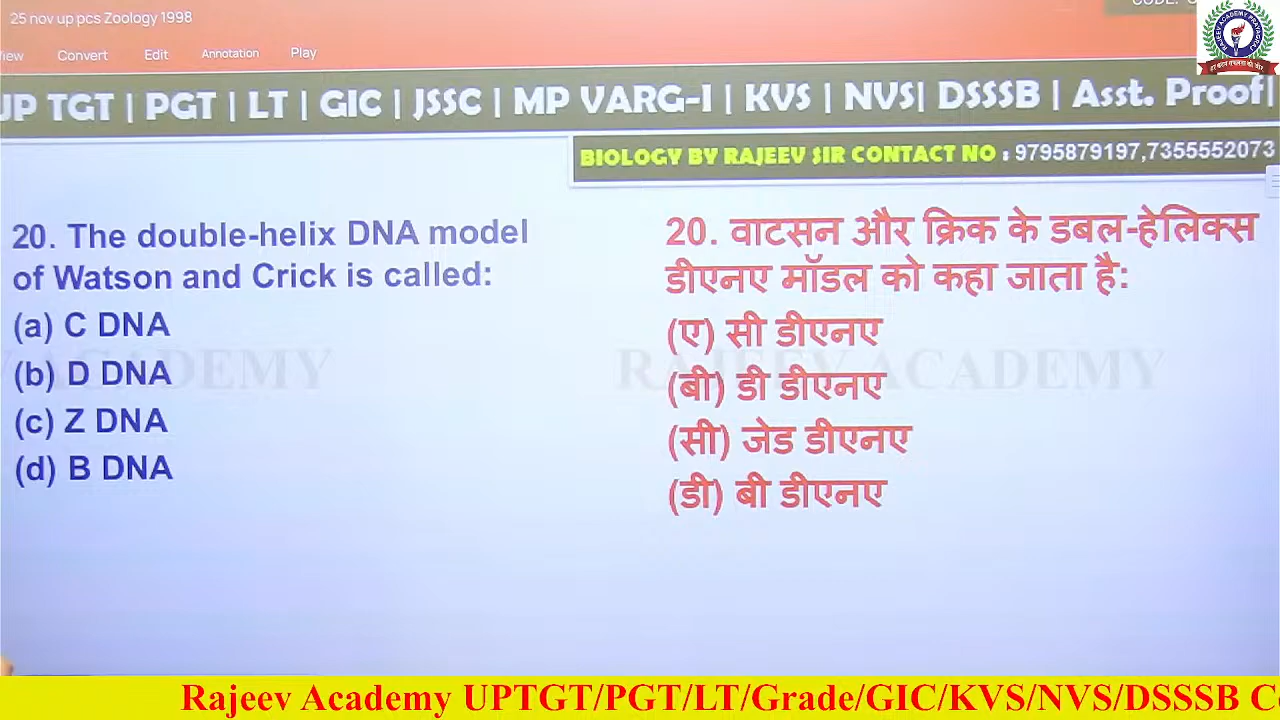 25 nov up pcs Zoology 1998
Convert Edit Annotation Play
UP TGT | PGT | LT | GIC | JSSC | MP VARG-I | KVS | NVS| DSSSB | Asst. Proof|
BIOLOGY BY RAJEEV SIR CONTACT NO : 9795879197,7355552073
20. The double-helix DNA model
of Watson and Crick is called:
(a) C DNA
(b) D DNA
(c) Z DNA
(d) B DNA
20. वाटसन और क्रिक के डबल-हेलिक्स
डीएनए मॉडल को कहा जाता है:
(ए) सी डीएनए
(बी) डी डीएनए
(सी) जेड डीएनए
(डी) बी डीएनए
RAJEEV ACADEMY
Rajeev Academy UPTGT/PGT/LT/Grade/GIC/KVS/NVS/DSSSB